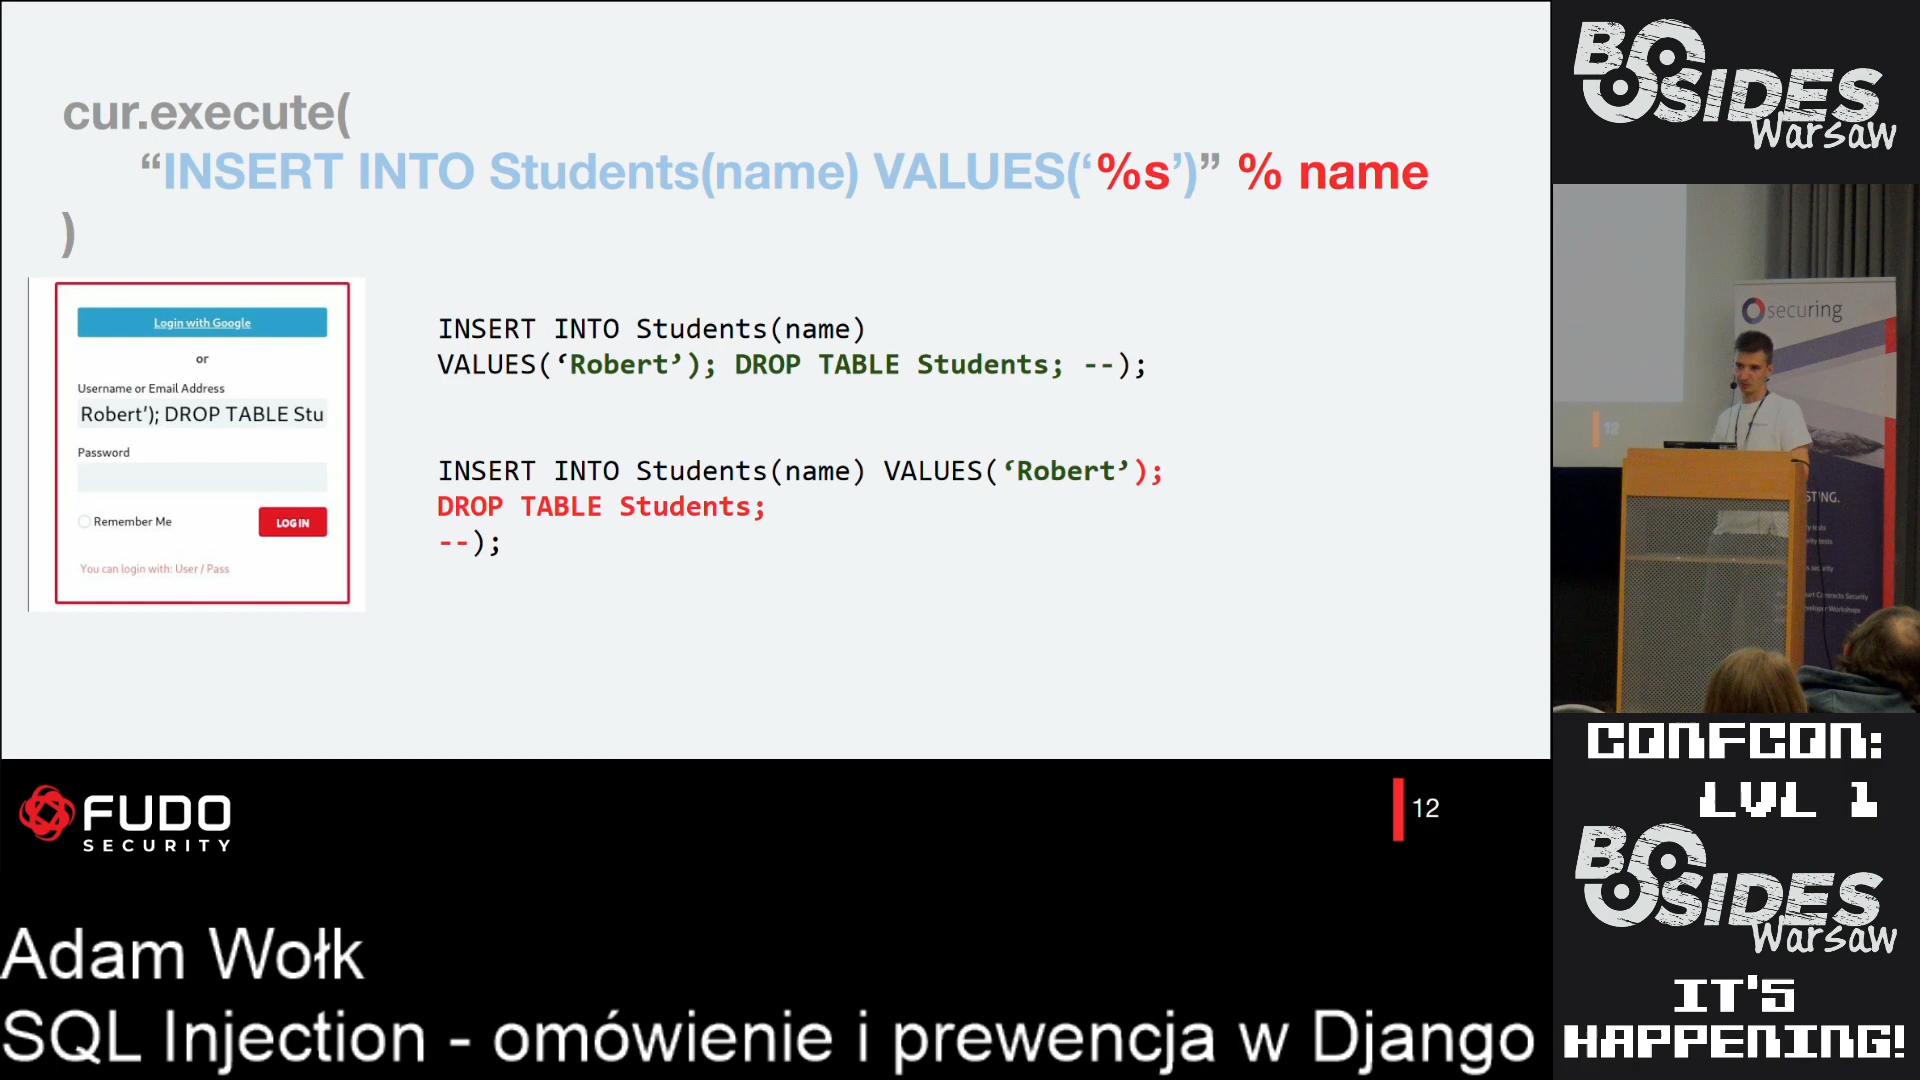 cur.execute(
“INSERT INTO Students(name) VALUES(‘%s’)” % name
)
Login with Google
or
Username or Email Address
Robert’); DROP TABLE Stu
Password
Remember Me
LOG IN
You can login with: User / Pass
INSERT INTO Students(name)
VALUES(‘Robert’); DROP TABLE Students; --);
INSERT INTO Students(name) VALUES(‘Robert’);
DROP TABLE Students;
--);
FUDO
SECURITY
12
Adam Wołk
SQL Injection - omówienie i prewencja w Django
BSIDES
Warsaw
securing
12
CONFCON:
LVL 1
BSIDES
Warsaw
IT'S
HAPPENING!